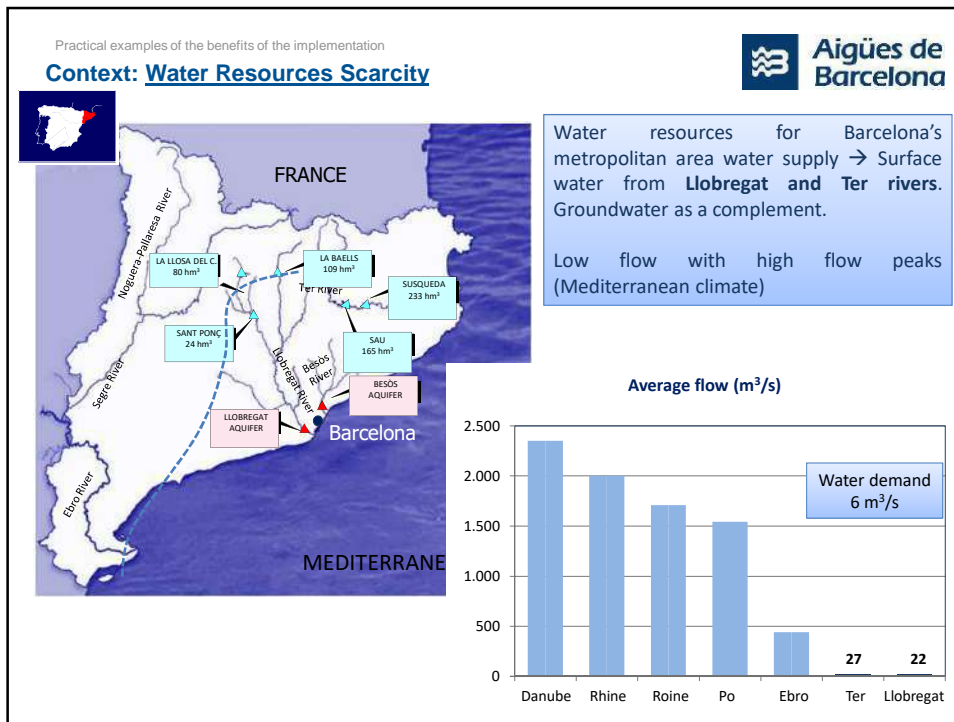 Practical examples of the benefits of the implementation
Context: Water Resources Scarcity
Aigües de
Barcelona
Water resources for Barcelona's
metropolitan area water supply → Surface
water from Llobregat and Ter rivers.
Groundwater as a complement.
Low flow with high flow peaks
(Mediterranean climate)
FRANCE
Noguera-Pallaresa River
LA LLOSA DEL C.
80 hm³
LA BAELLS
109 hm³
Ter River
SUSQUEDA
233 hm³
SANT PONÇ
24 hm³
SAU
165 hm³
Segre River
Llobregat River
Besòs
River
BESÒS
AQUIFER
LLOBREGAT
AQUIFER
Barcelona
Ebro River
MEDITERRANE
Average flow (m³/s)
2.500
2.000
1.500
1.000
500
0
Water demand
6 m³/s
27
22
Danube
Rhine
Roine
Po
Ebro
Ter
Llobregat